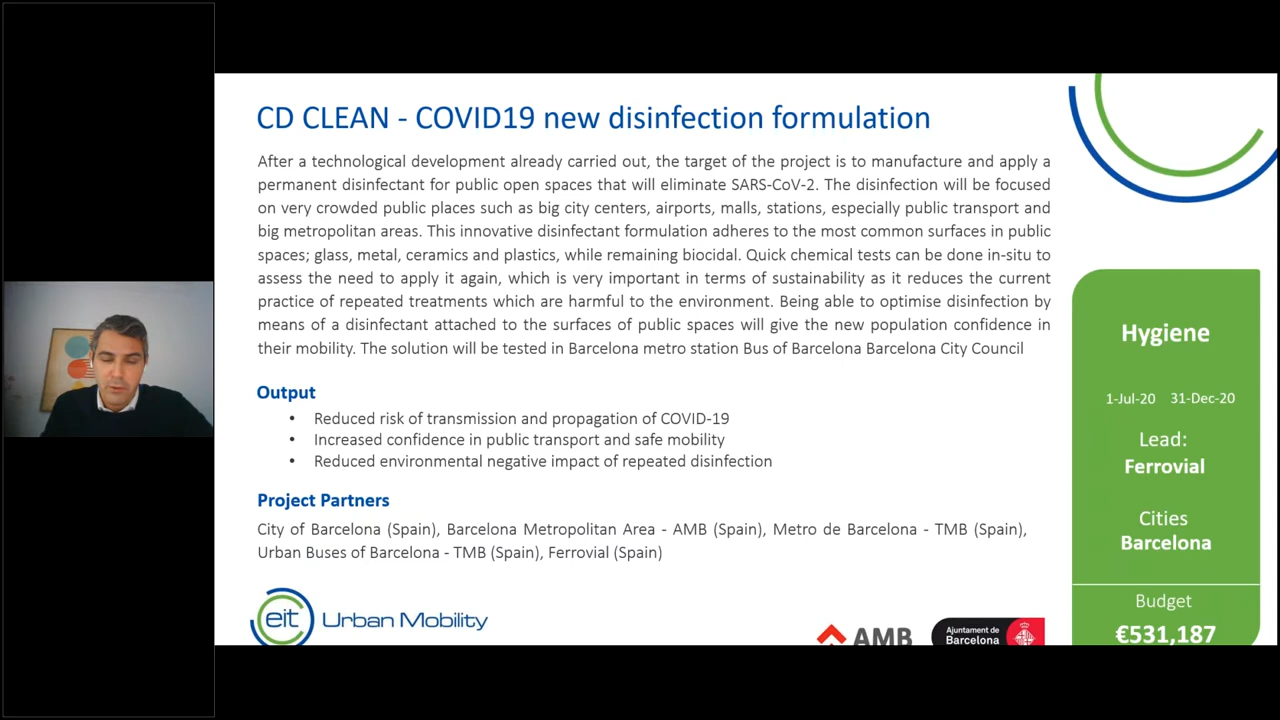 CD CLEAN - COVID19 new disinfection formulation
After a technological development already carried out, the target of the project is to manufacture and apply a
permanent disinfectant for public open spaces that will eliminate SARS-CoV-2. The disinfection will be focused
on very crowded public places such as big city centers, airports, malls, stations, especially public transport and
big metropolitan areas. This innovative disinfectant formulation adheres to the most common surfaces in public
spaces; glass, metal, ceramics and plastics, while remaining biocidal. Quick chemical tests can be done in-situ to
assess the need to apply it again, which is very important in terms of sustainability as it reduces the current
practice of repeated treatments which are harmful to the environment. Being able to optimise disinfection by
means of a disinfectant attached to the surfaces of public spaces will give the new population confidence in
their mobility. The solution will be tested in Barcelona metro station Bus of Barcelona Barcelona City Council
Output
• Reduced risk of transmission and propagation of COVID-19
• Increased confidence in public transport and safe mobility
• Reduced environmental negative impact of repeated disinfection
Project Partners
City of Barcelona (Spain), Barcelona Metropolitan Area - AMB (Spain), Metro de Barcelona - TMB (Spain),
Urban Buses of Barcelona - TMB (Spain), Ferrovial (Spain)
eit Urban Mobility
AMB
Ajuntament de
Barcelona
Hygiene
1-Jul-20 31-Dec-20
Lead:
Ferrovial
Cities
Barcelona
Budget
€531,187